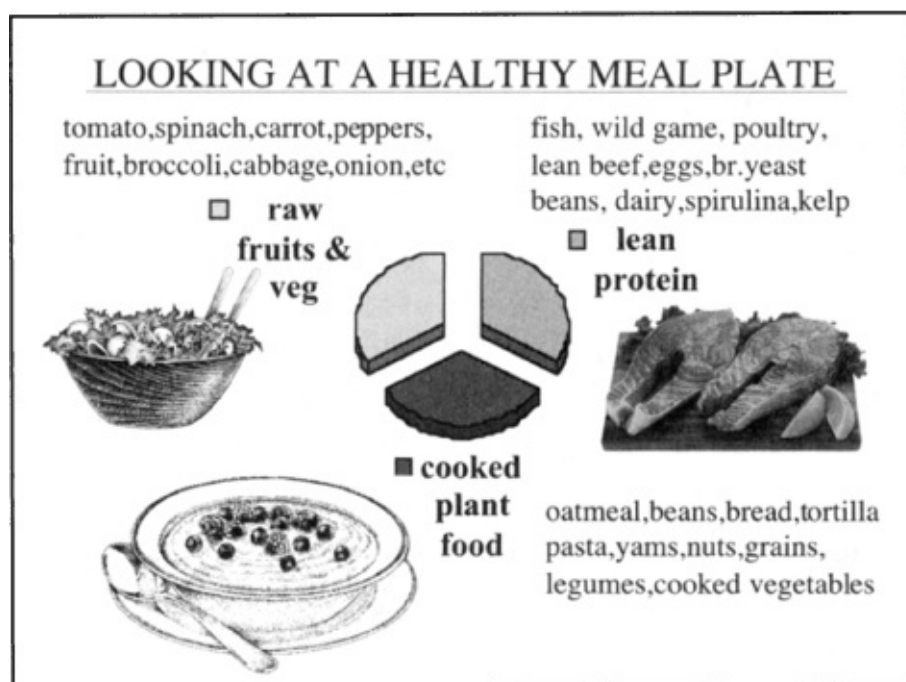 LOOKING AT A HEALTHY MEAL PLATE
tomato,spinach,carrot,peppers,
fruit,broccoli,cabbage,onion,etc
raw
fruits &
veg
fish, wild game, poultry,
lean beef,eggs,br.yeast
beans, dairy,spirulina,kelp
lean
protein
cooked
plant
food
oatmeal,beans,bread,tortilla
pasta,yams,nuts,grains,
legumes,cooked vegetables